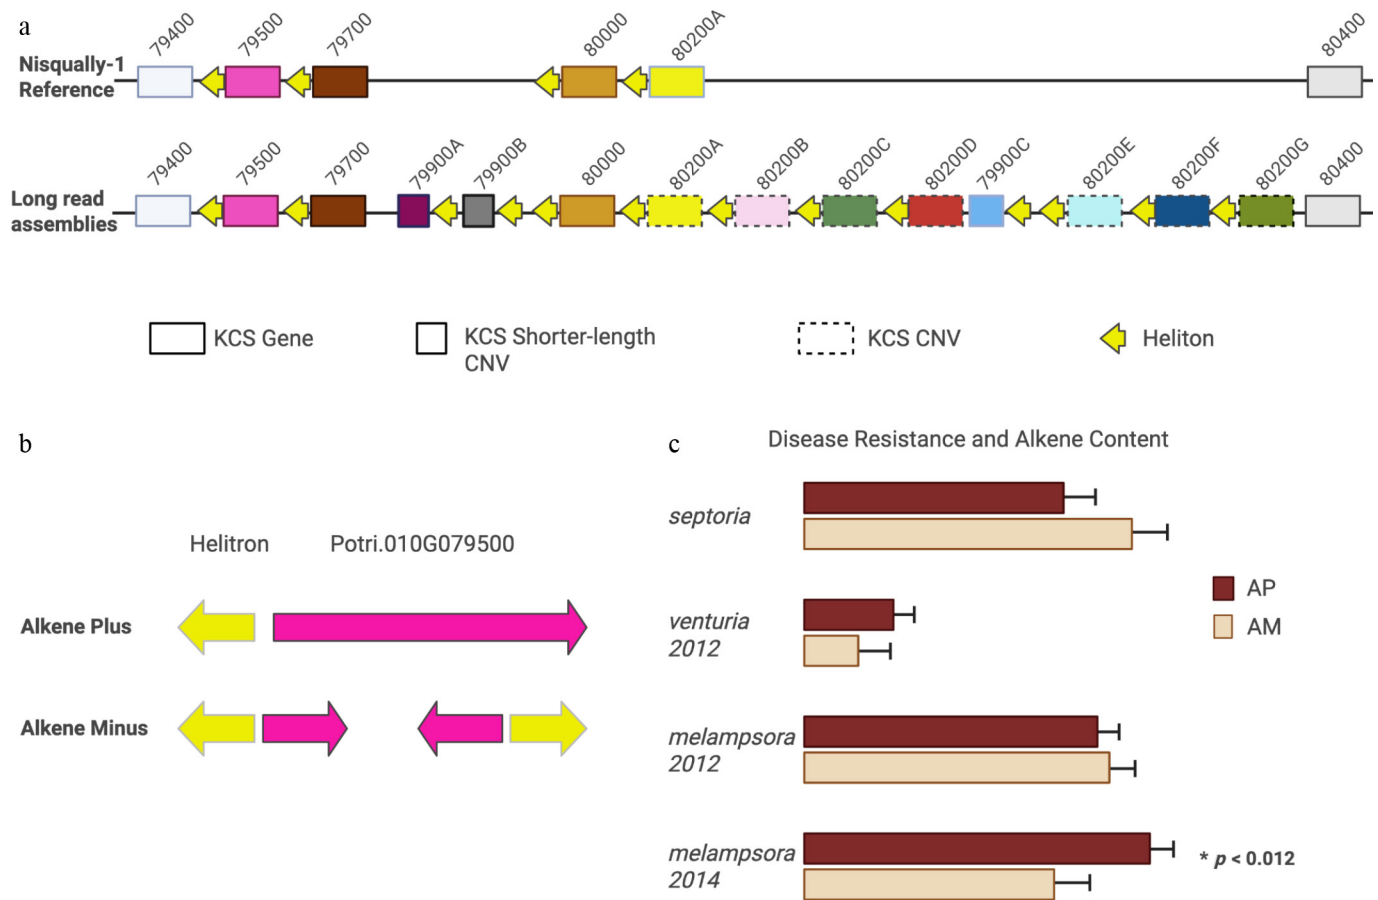 a
79400
79500
79700
80000
80200A
80400
Nisqually-1
Reference
79400
79500
79700
79900A
79900B
80000
80200A
80200B
80200C
80200D
79900C
80200E
80200F
80200G
80400
Long read
assemblies
KCS Gene
KCS Shorter-length
CNV
KCS CNV
Heliton
b
Helitron
Potri.010G079500
Alkene Plus
Alkene Minus
c
Disease Resistance and Alkene Content
septoria
venturia
2012
melampsora
2012
melampsora
2014
AP
AM
* p < 0.012